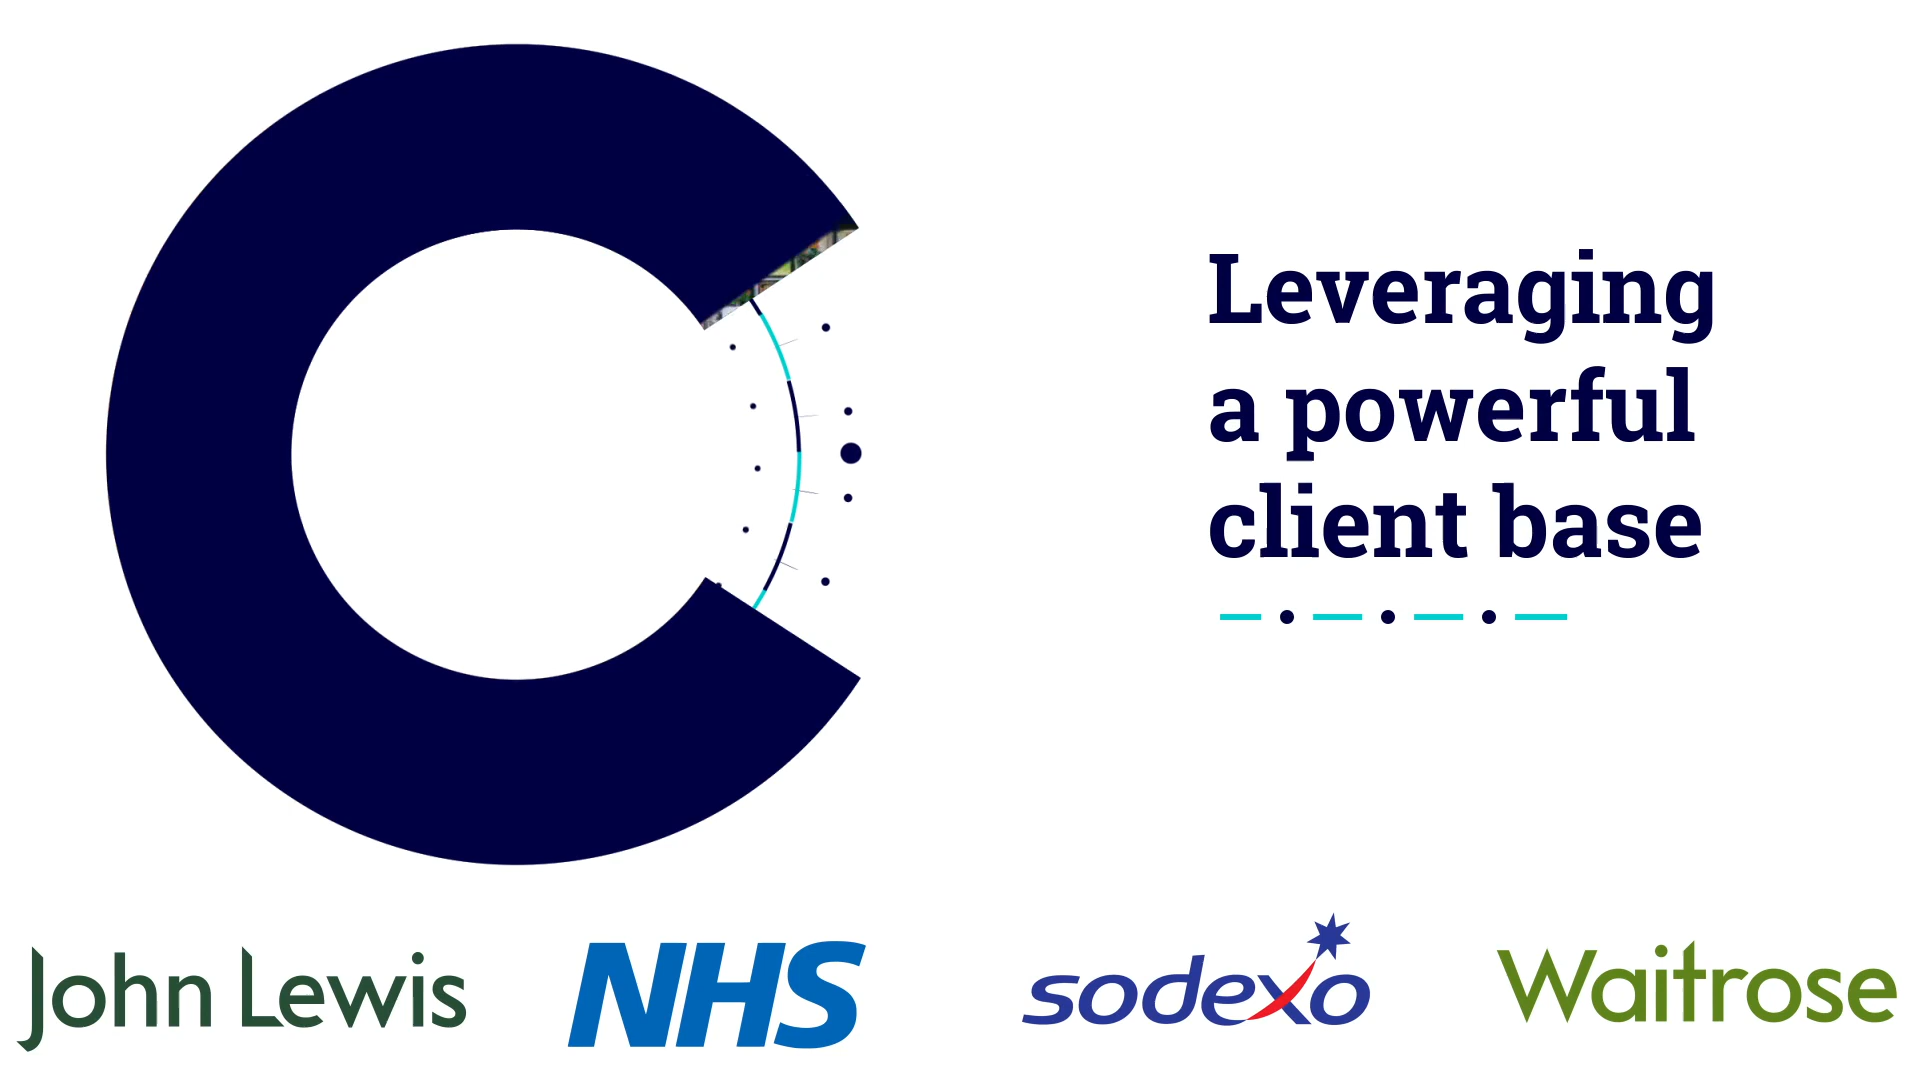 Leveraging
a powerful
client base
John Lewis
NHS
sodexo
Waitrose